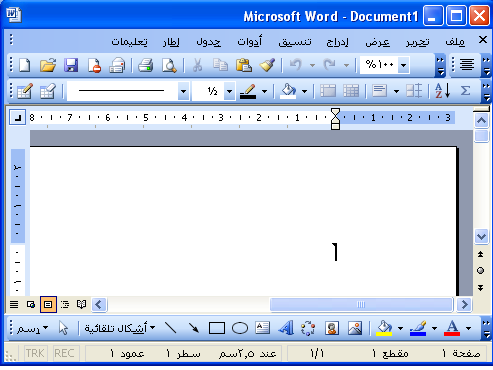 Microsoft Word - Document1
ملف تحرير عرض إدراج تنسيق أدوات جدول إطار تعليمات
%١٠٠
½
8 7 6 5 4 3 2 1 1 2 3
أشكال تلقائية رسم
صفحة ١ مقطع ١ ١/١ عند ٢,٥سم سطر ١ عمود ١ REC TRK